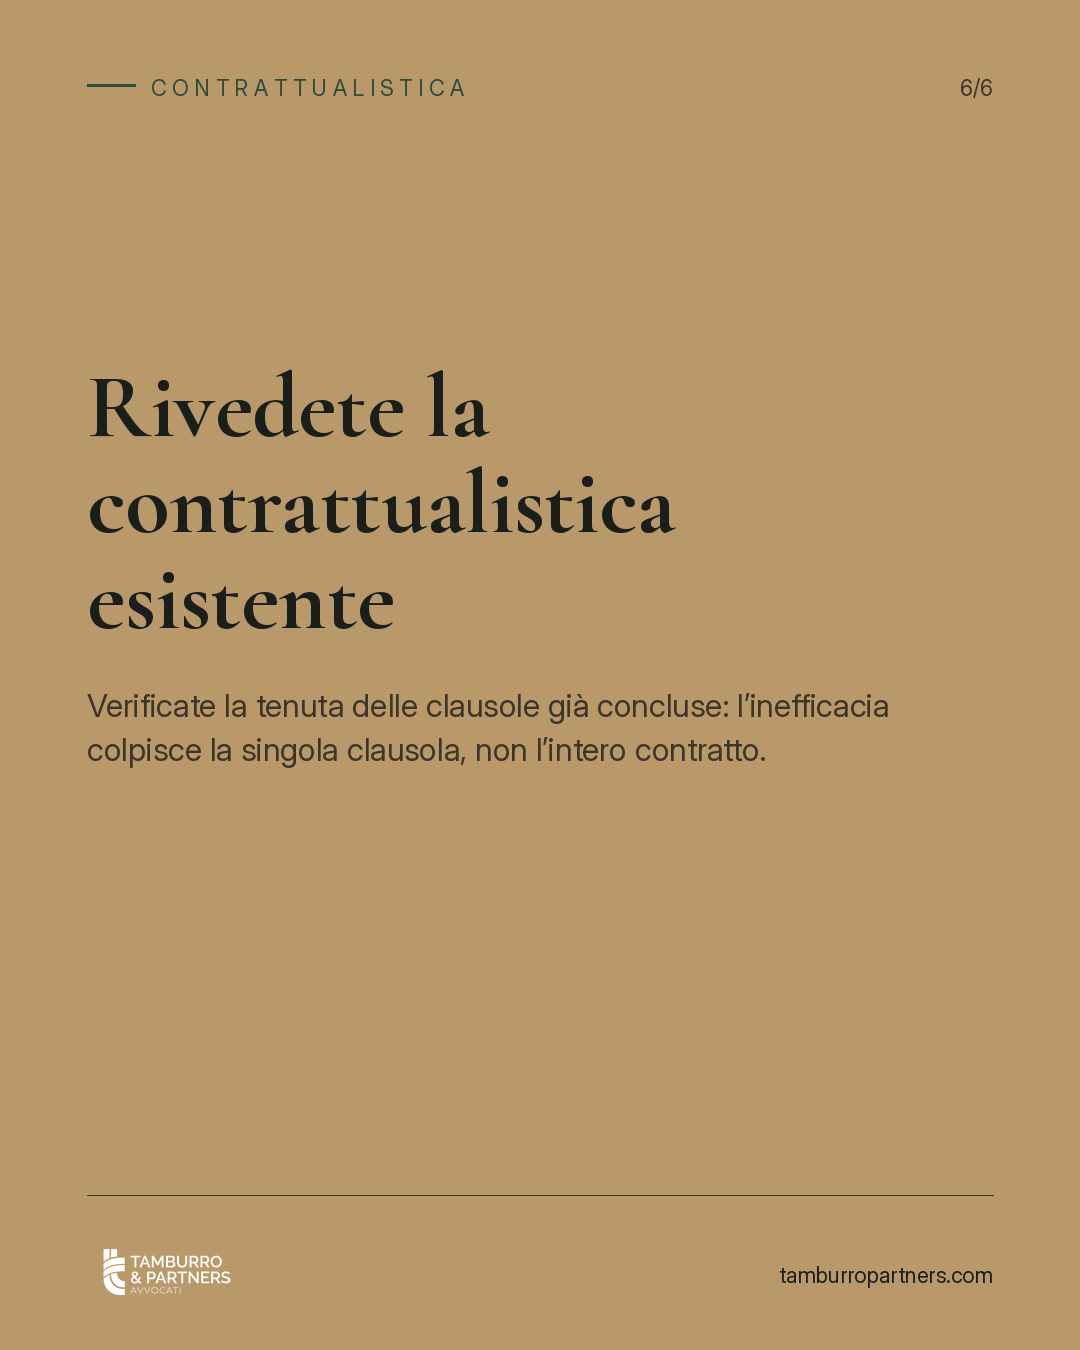 CONTRATTUALISTICA
6/6
Rivedete la
contrattualistica
esistente
Verificate la tenuta delle clausole già concluse: l’inefficacia
colpisce la singola clausola, non l’intero contratto.
TAMBURRO
& PARTNERS
AVVOCATI
tamburropartners.com